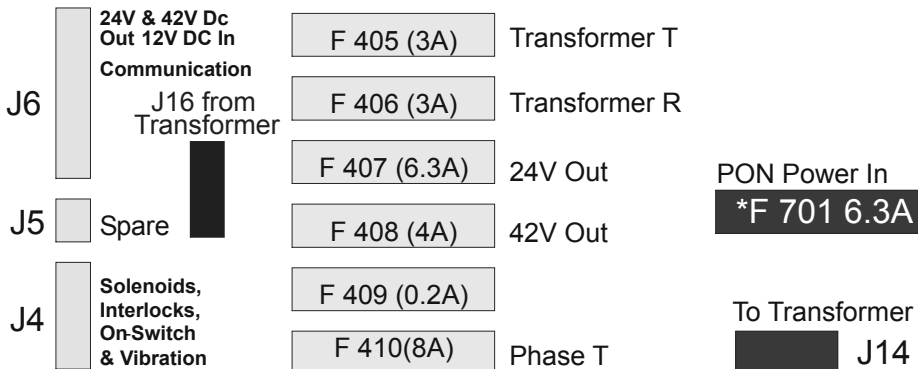 24V & 42V Dc
Out 12V DC In
Communication
J6
J16 from
Transformer
J5
Spare
J4
Solenoids,
Interlocks,
On-Switch
& Vibration
F 405 (3A)
Transformer T
F 406 (3A)
Transformer R
F 407 (6.3A)
24V Out
F 408 (4A)
42V Out
F 409 (0.2A)
F 410(8A)
Phase T
PON Power In
*F 701 6.3A
To Transformer
J14